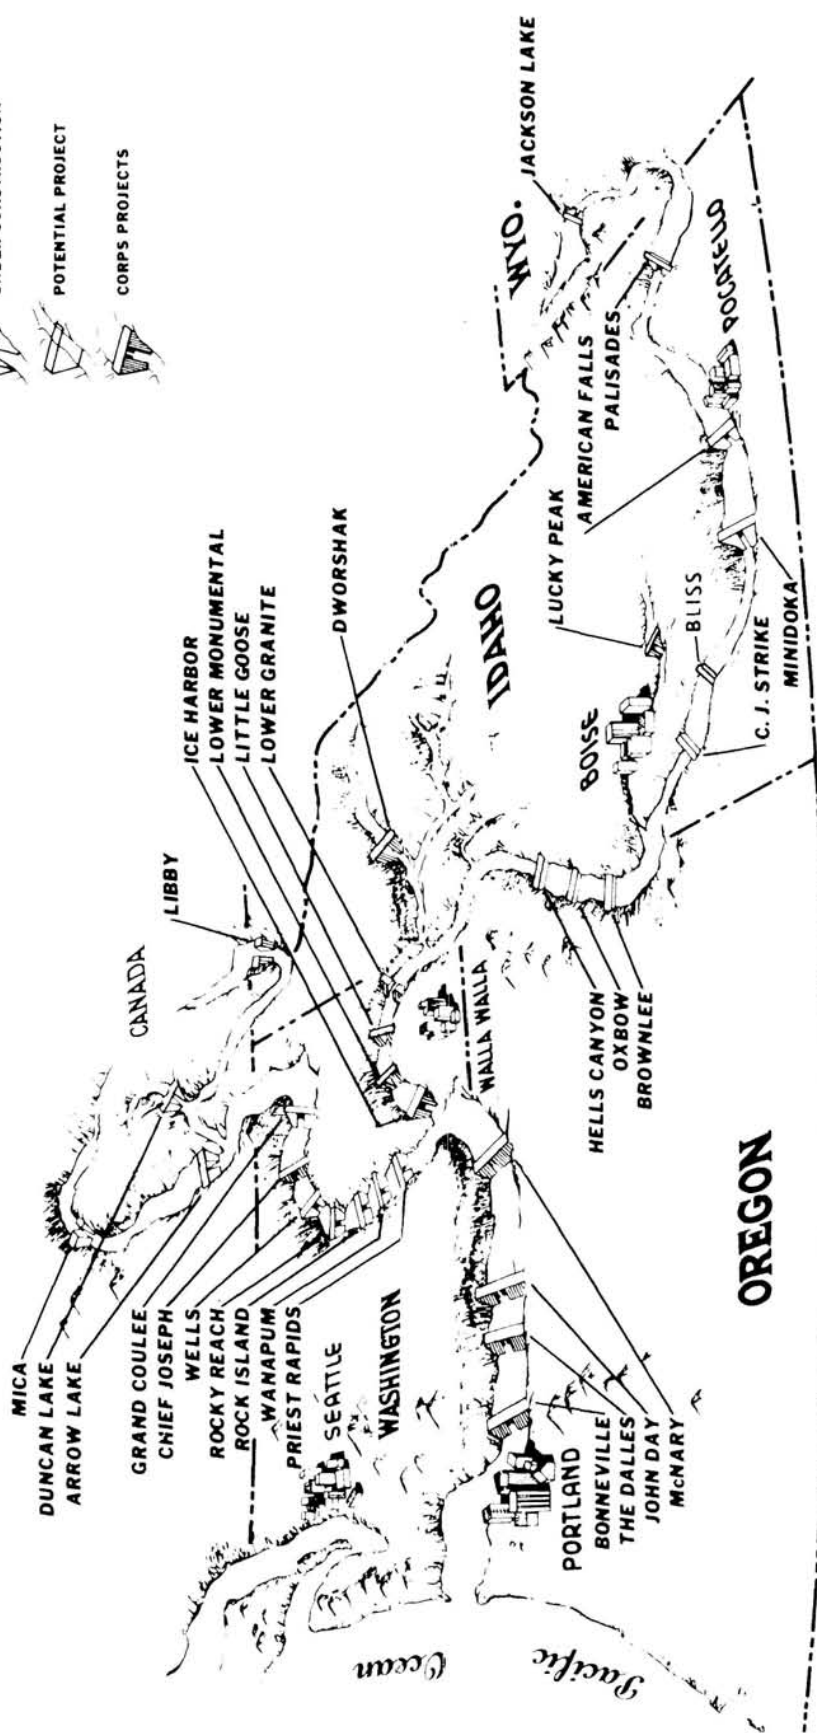 POTENTIAL PROJECT
CORPS PROJECTS
MICA
DUNCAN LAKE
ARROW LAKE
CANADA
LIBBY
GRAND COULEE
CHIEF JOSEPH
WELLS
ROCKY REACH
ROCK ISLAND
WANAPUM
PRIEST RAPIDS
ICE HARBOR
LOWER MONUMENTAL
LITTLE GOOSE
LOWER GRANITE
DWORSHAK
SEATTLE
WASHINGTON
WALLA WALLA
IDAHO
WYO.
JACKSON LAKE
Pacific
Ocean
PORTLAND
BONNEVILLE
THE DALLES
JOHN DAY
McNARY
HELLS CANYON
OXBOW
BROWNLEE
BOISE
LUCKY PEAK
AMERICAN FALLS
PALISADES
POCATELLO
BLISS
C. J. STRIKE
MINIDOKA
OREGON